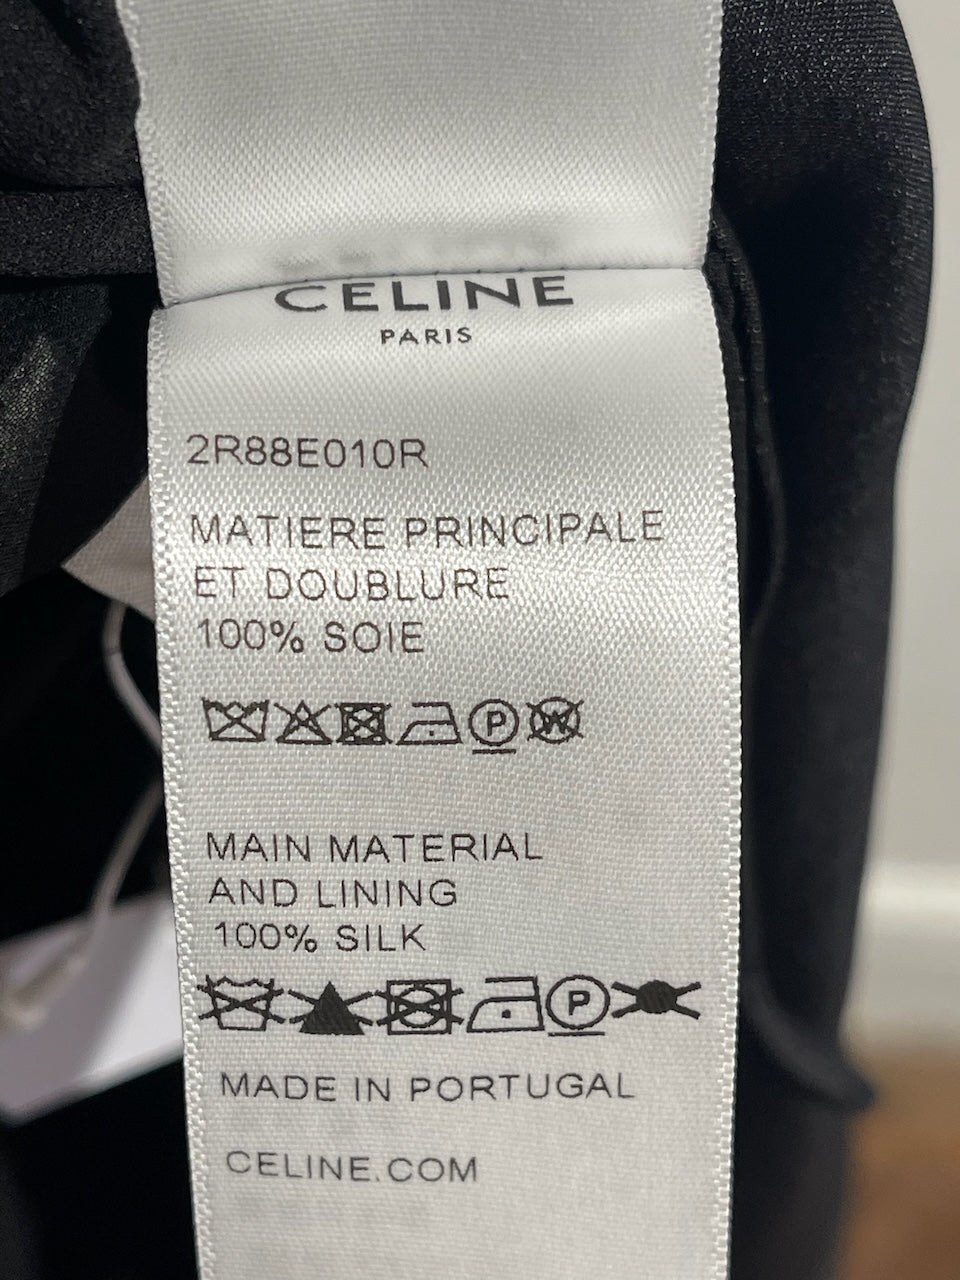 CELINE
PARIS
2R88E010R
MATIERE PRINCIPALE
ET DOUBLURE
100% SOIE
P W
MAIN MATERIAL
AND LINING
100% SILK
P
MADE IN PORTUGAL
CELINE.COM